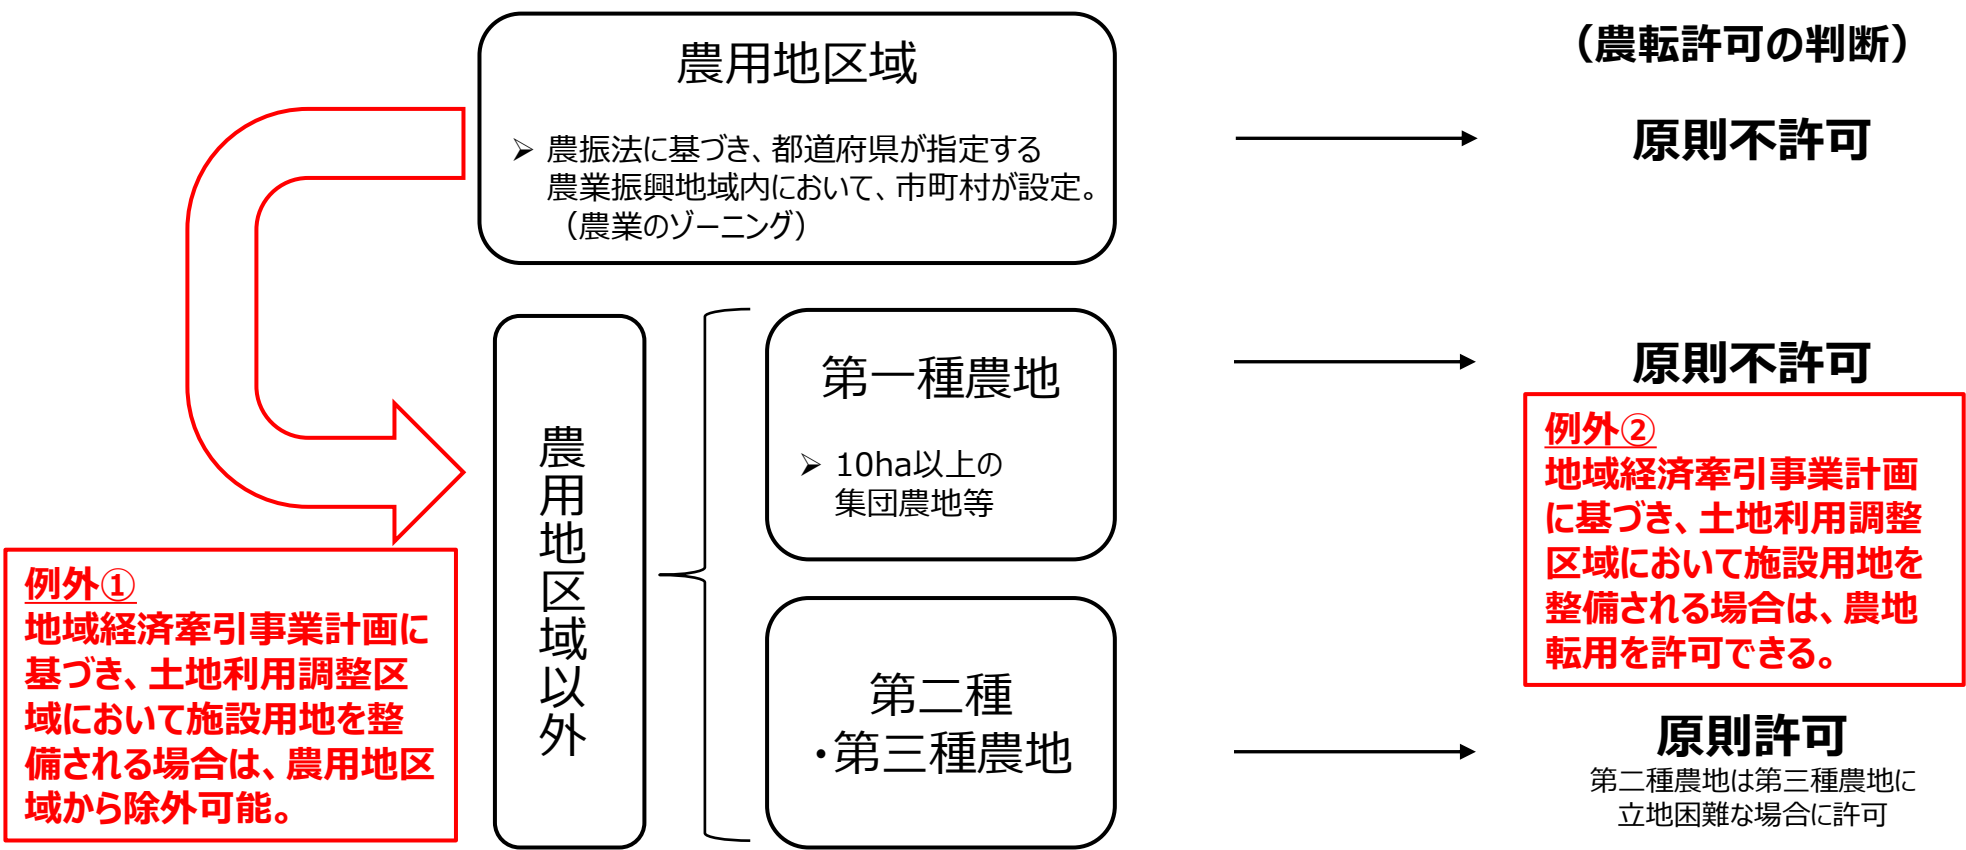 農用地区域
➢ 農振法に基づき、都道府県が指定する
農業振興地域内において、市町村が設定。
（農業のゾーニング）
（農転許可の判断）
原則不許可
農用地区域以外
第一種農地
➢ 10ha以上の
集団農地等
原則不許可
例外②
地域経済牽引事業計画
に基づき、土地利用調整
区域において施設用地を
整備される場合は、農地
転用を許可できる。
例外①
地域経済牽引事業計画に
基づき、土地利用調整区
域において施設用地を整
備される場合は、農用地区
域から除外可能。
第二種
・第三種農地
原則許可
第二種農地は第三種農地に
立地困難な場合に許可